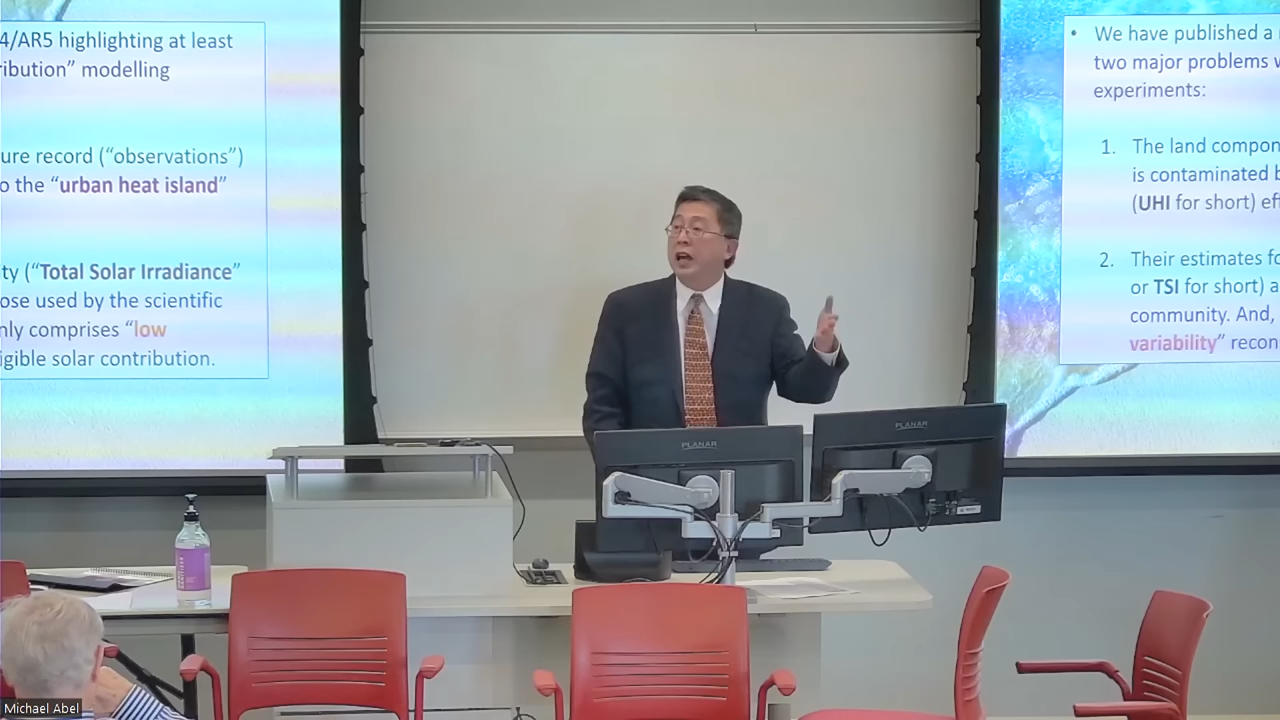 4/AR5 highlighting at least
ribution” modelling
ure record (“observations”)
o the “urban heat island”
ty (“Total Solar Irradiance”
ose used by the scientific
nly comprises “low
igible solar contribution.
• We have published a
two major problems w
experiments:
1. The land compon
is contaminated b
(UHI for short) eff
2. Their estimates fo
or TSI for short) a
community. And,
variability” recon
PLANAR
PLANAR
Michael Abel